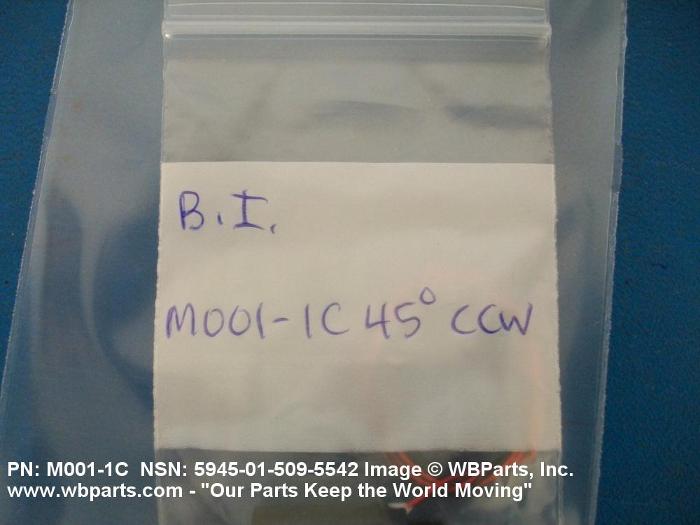 B.I.
M001-1C 45° CCW
PN: M001-1C NSN: 5945-01-509-5542 Image © WBParts, Inc.
www.wbparts.com - "Our Parts Keep the World Moving"